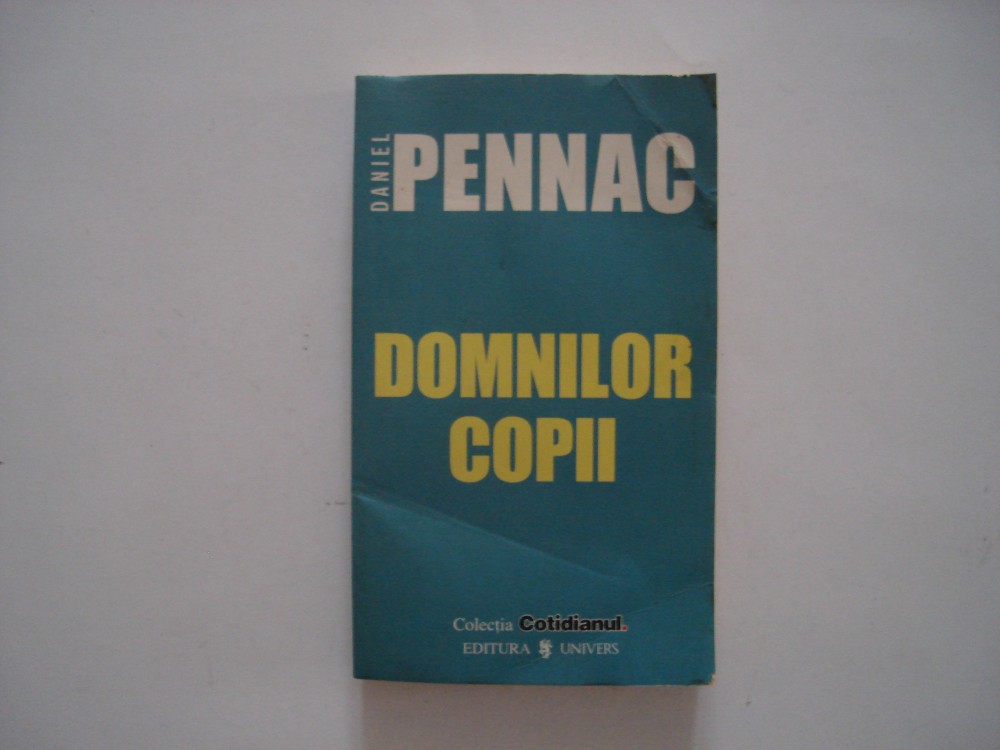 DANIEL
PENNAC
DOMNILOR
COPII
Colecția Cotidianul.
EDITURA UNIVERS